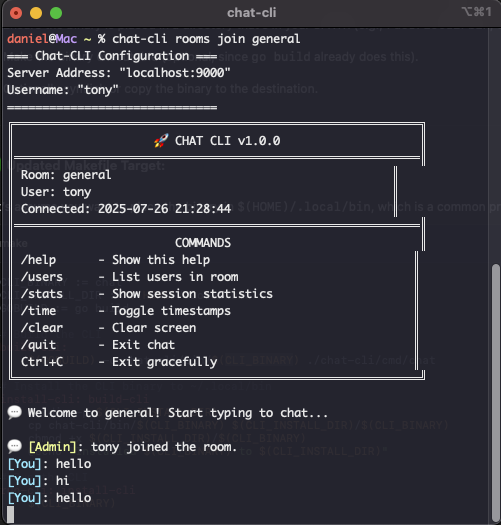 chat-cli
⌥⌘1
daniel@Mac ~ % chat-cli rooms join general
=== Chat-CLI Configuration ===
Server Address: "localhost:9000"
Username: "tony"
==============================
🚀 CHAT CLI v1.0.0
Room: general
User: tony
Connected: 2025-07-26 21:28:44
COMMANDS
/help - Show this help
/users - List users in room
/stats - Show session statistics
/time - Toggle timestamps
/clear - Clear screen
/quit - Exit chat
Ctrl+C - Exit gracefully
💬 Welcome to general! Start typing to chat...
💬 [Admin]: tony joined the room.
[You]: hello
[You]: hi
[You]: hello